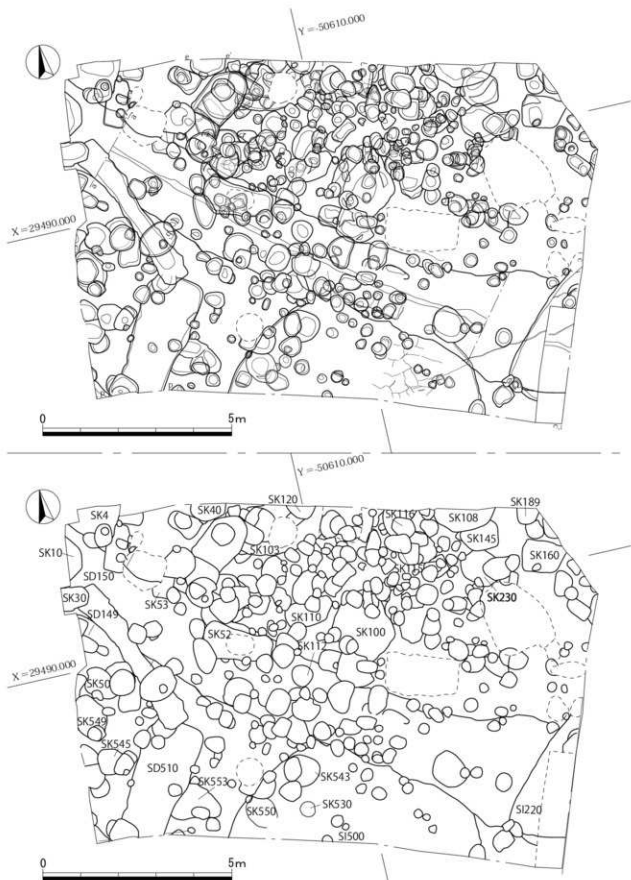 Y=-50610.000
X=29490.000
0
5m
Y=-50610.000
SK120
SK189
SK4
SK40
SK116
SK108
SK145
SK10
SK103
SK160
SD150
SK30
SK53
SK230
SD149
SK110
SK52
SK100
X=29490.000
SK50
SK549
SK545
SD510
SK553
SK543
SK550
SK530
SI220
SI500
0
5m